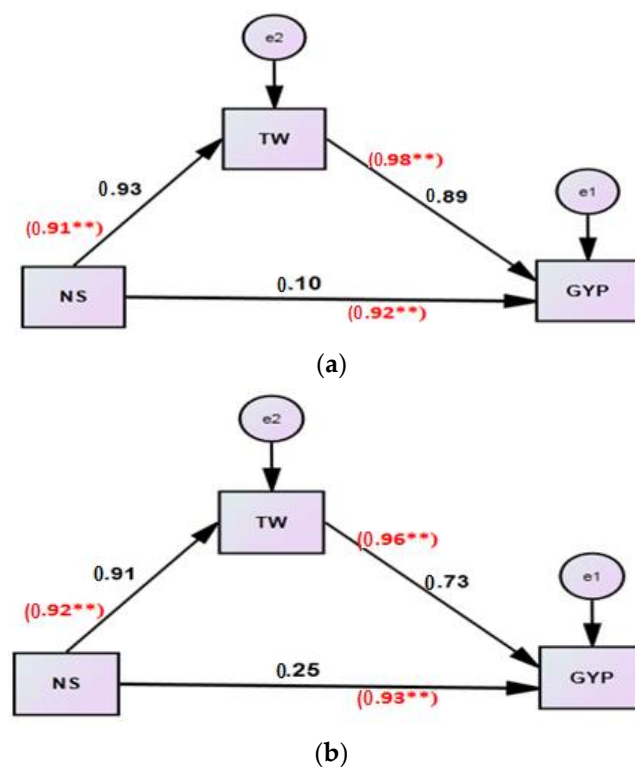 e2
TW
(0.98**)
0.93
0.89
e1
(0.91**)
NS
0.10
GYP
(0.92**)
(a)
e2
TW
(0.96**)
0.91
0.73
e1
(0.92**)
NS
0.25
GYP
(0.93**)
(b)